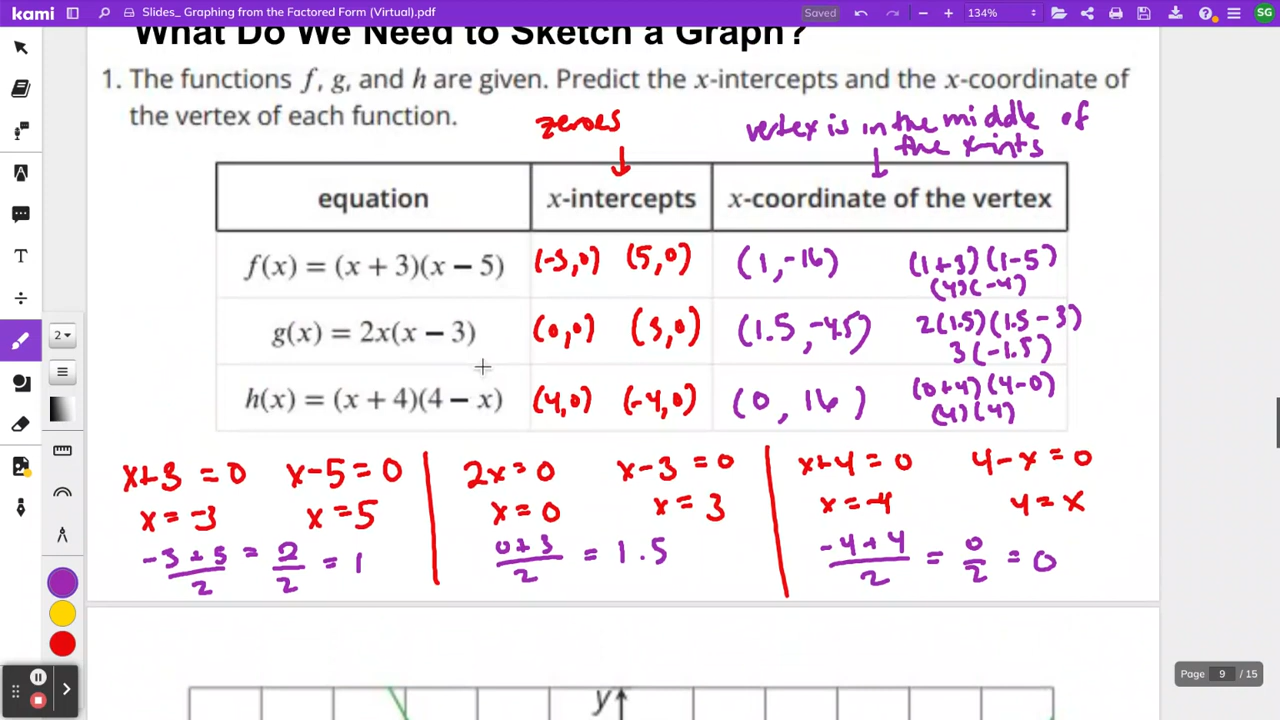 kami
Slides_ Graphing from the Factored Form (Virtual).pdf
Saved
134%
SG
What Do We Need to Sketch a Graph?
1. The functions f, g, and h are given. Predict the x-intercepts and the x-coordinate of
the vertex of each function.
zeroes
vertex is in the middle of
the x-ints
equation x-intercepts x-coordinate of the vertex
f(x) = (x + 3)(x − 5) (-3,0) (5,0) (1,-16) (1+3)(1-5)
(4)(-4)
g(x) = 2x(x − 3) (0,0) (3,0) (1.5,-4.5) 2(1.5)(1.5-3)
3(-1.5)
h(x) = (x + 4)(4 − x) (4,0) (-4,0) (0, 16) (0+4)(4-0)
(4)(4)
x+3 = 0 x-5=0 2x=0 x-3=0 x+4=0 4-x=0
x=-3 x=5 x=0 x=3 x=-4 4=x
-3+5/2 = 2/2 = 1 0+3/2 = 1.5 -4+4/2 = 0/2 = 0
y
2
T
Page 9 / 15